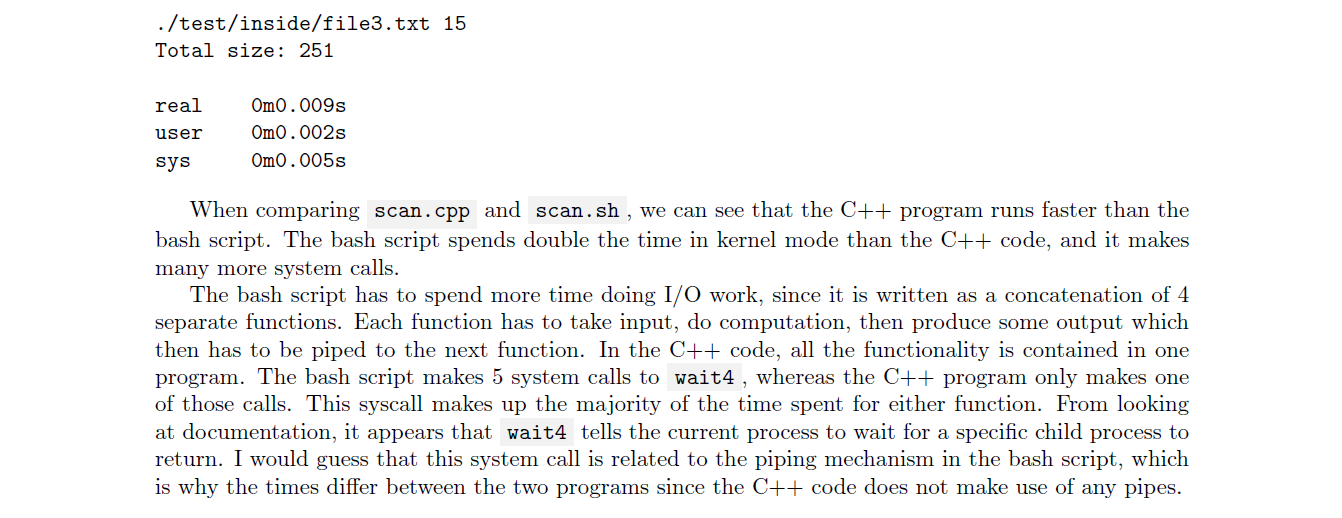 ./test/inside/file3.txt 15
Total size: 251
real 0m0.009s
user 0m0.002s
sys 0m0.005s
When comparing scan.cpp and scan.sh , we can see that the C++ program runs faster than the
bash script. The bash script spends double the time in kernel mode than the C++ code, and it makes
many more system calls.
The bash script has to spend more time doing I/O work, since it is written as a concatenation of 4
separate functions. Each function has to take input, do computation, then produce some output which
then has to be piped to the next function. In the C++ code, all the functionality is contained in one
program. The bash script makes 5 system calls to wait4 , whereas the C++ program only makes one
of those calls. This syscall makes up the majority of the time spent for either function. From looking
at documentation, it appears that wait4 tells the current process to wait for a specific child process to
return. I would guess that this system call is related to the piping mechanism in the bash script, which
is why the times differ between the two programs since the C++ code does not make use of any pipes.